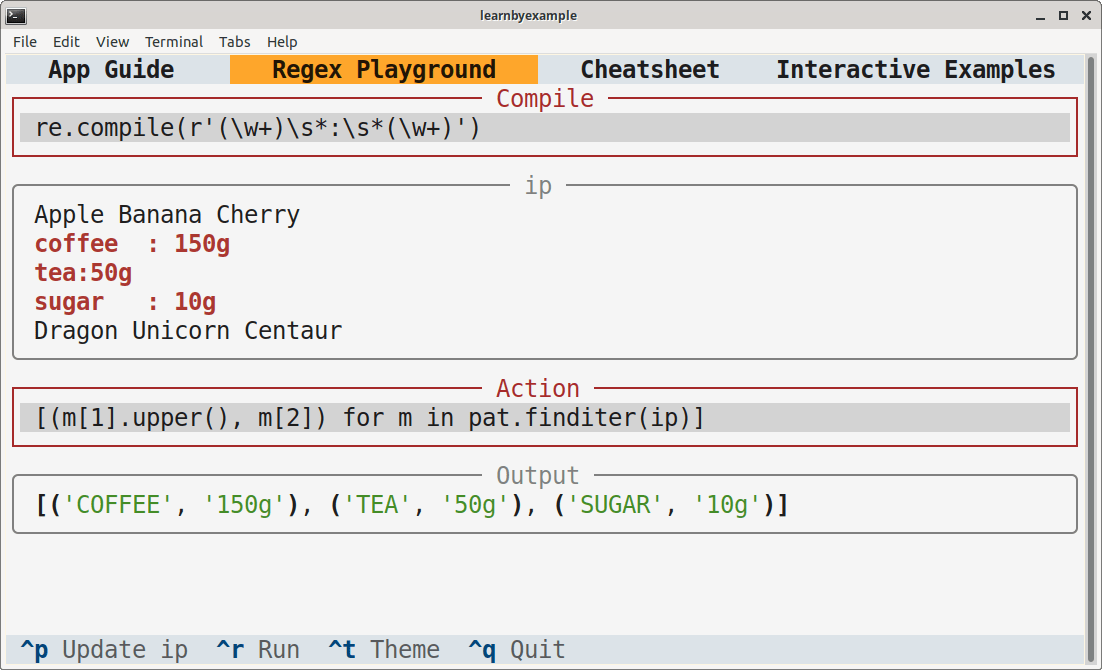 learnbyexample
File Edit View Terminal Tabs Help
App Guide Regex Playground Cheatsheet Interactive Examples
Compile
re.compile(r'(\w+)\s*:\s*(\w+)')
ip
Apple Banana Cherry
coffee  : 150g
tea:50g
sugar   : 10g
Dragon Unicorn Centaur
Action
[(m[1].upper(), m[2]) for m in pat.finditer(ip)]
Output
[('COFFEE', '150g'), ('TEA', '50g'), ('SUGAR', '10g')]
^p Update ip ^r Run ^t Theme ^q Quit